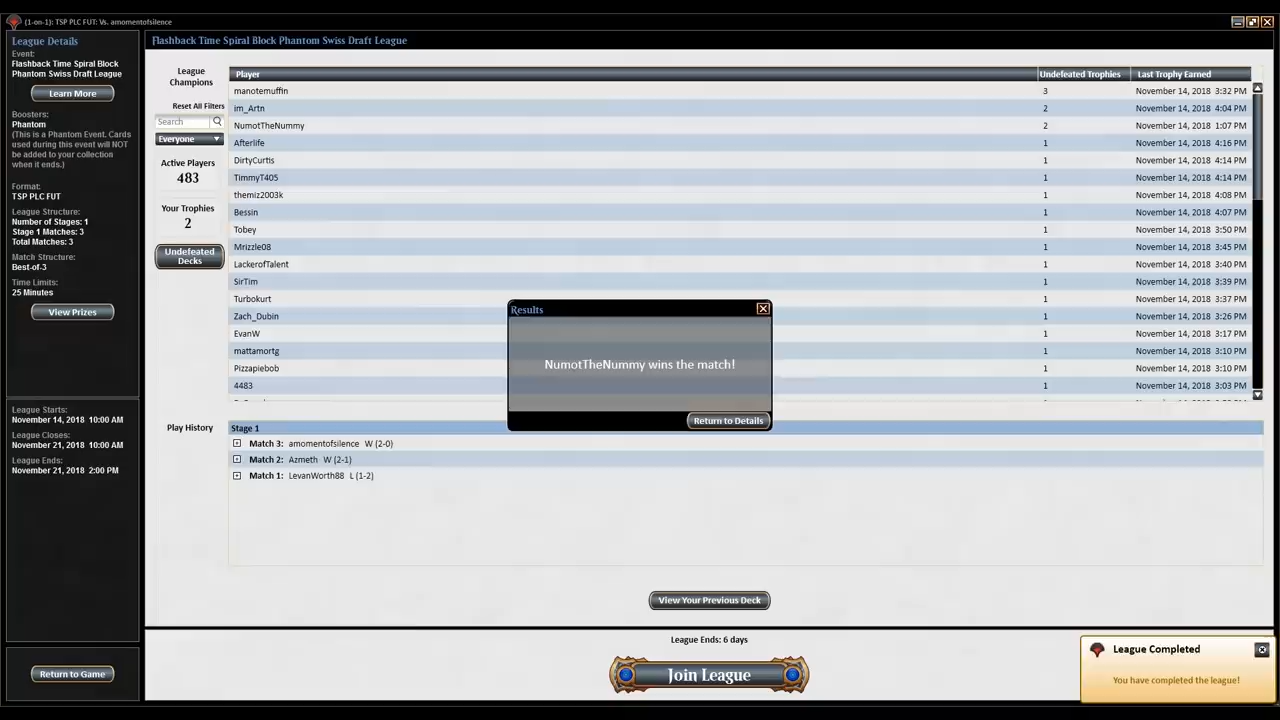 (1-on-1): TSP PLC FUT: Vs. amomentofsilence
League Details
Event:
Flashback Time Spiral Block
Phantom Swiss Draft League
Learn More
Boosters:
Phantom
(This is a Phantom Event. Cards
used during this event will NOT
be added to your collection
when it ends.)
Format:
TSP PLC FUT
League Structure:
Number of Stages: 1
Stage 1 Matches: 3
Total Matches: 3
Match Structure:
Best-of-3
Time Limits:
25 Minutes
View Prizes
League Starts:
November 14, 2018 10:00 AM
League Closes:
November 21, 2018 10:00 AM
League Ends:
November 21, 2018 2:00 PM
Return to Game
Flashback Time Spiral Block Phantom Swiss Draft League
League
Champions
Reset All Filters
Search
Everyone
Active Players
483
Your Trophies
2
Undefeated
Decks
Player Undefeated Trophies Last Trophy Earned
manotemuffin 3 November 14, 2018 3:32 PM
im_Artn 2 November 14, 2018 4:04 PM
NumotTheNummy 2 November 14, 2018 1:07 PM
Afterlife 1 November 14, 2018 4:16 PM
DirtyCurtis 1 November 14, 2018 4:14 PM
TimmyT405 1 November 14, 2018 4:14 PM
themiz2003k 1 November 14, 2018 4:08 PM
Bessin 1 November 14, 2018 4:07 PM
Tobey 1 November 14, 2018 3:50 PM
Mrizzle08 1 November 14, 2018 3:45 PM
LackerofTalent 1 November 14, 2018 3:40 PM
SirTim 1 November 14, 2018 3:39 PM
Turbokurt 1 November 14, 2018 3:37 PM
Zach_Dubin 1 November 14, 2018 3:26 PM
EvanW 1 November 14, 2018 3:17 PM
mattamortg 1 November 14, 2018 3:10 PM
Pizzapiebob 1 November 14, 2018 3:10 PM
4483 1 November 14, 2018 3:03 PM
Results
NumotTheNummy wins the match!
Return to Details
Play History
Stage 1
Match 3: amomentofsilence W (2-0)
Match 2: Azmeth W (2-1)
Match 1: LevanWorth88 L (1-2)
View Your Previous Deck
League Ends: 6 days
Join League
League Completed
You have completed the league!